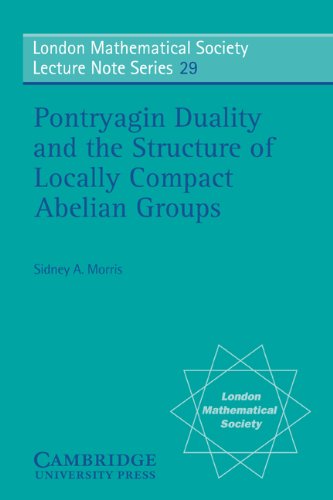 London Mathematical Society
Lecture Note Series 29
Pontryagin Duality
and the Structure of
Locally Compact
Abelian Groups
Sidney A. Morris
London
Mathematical
Society
CAMBRIDGE
UNIVERSITY PRESS